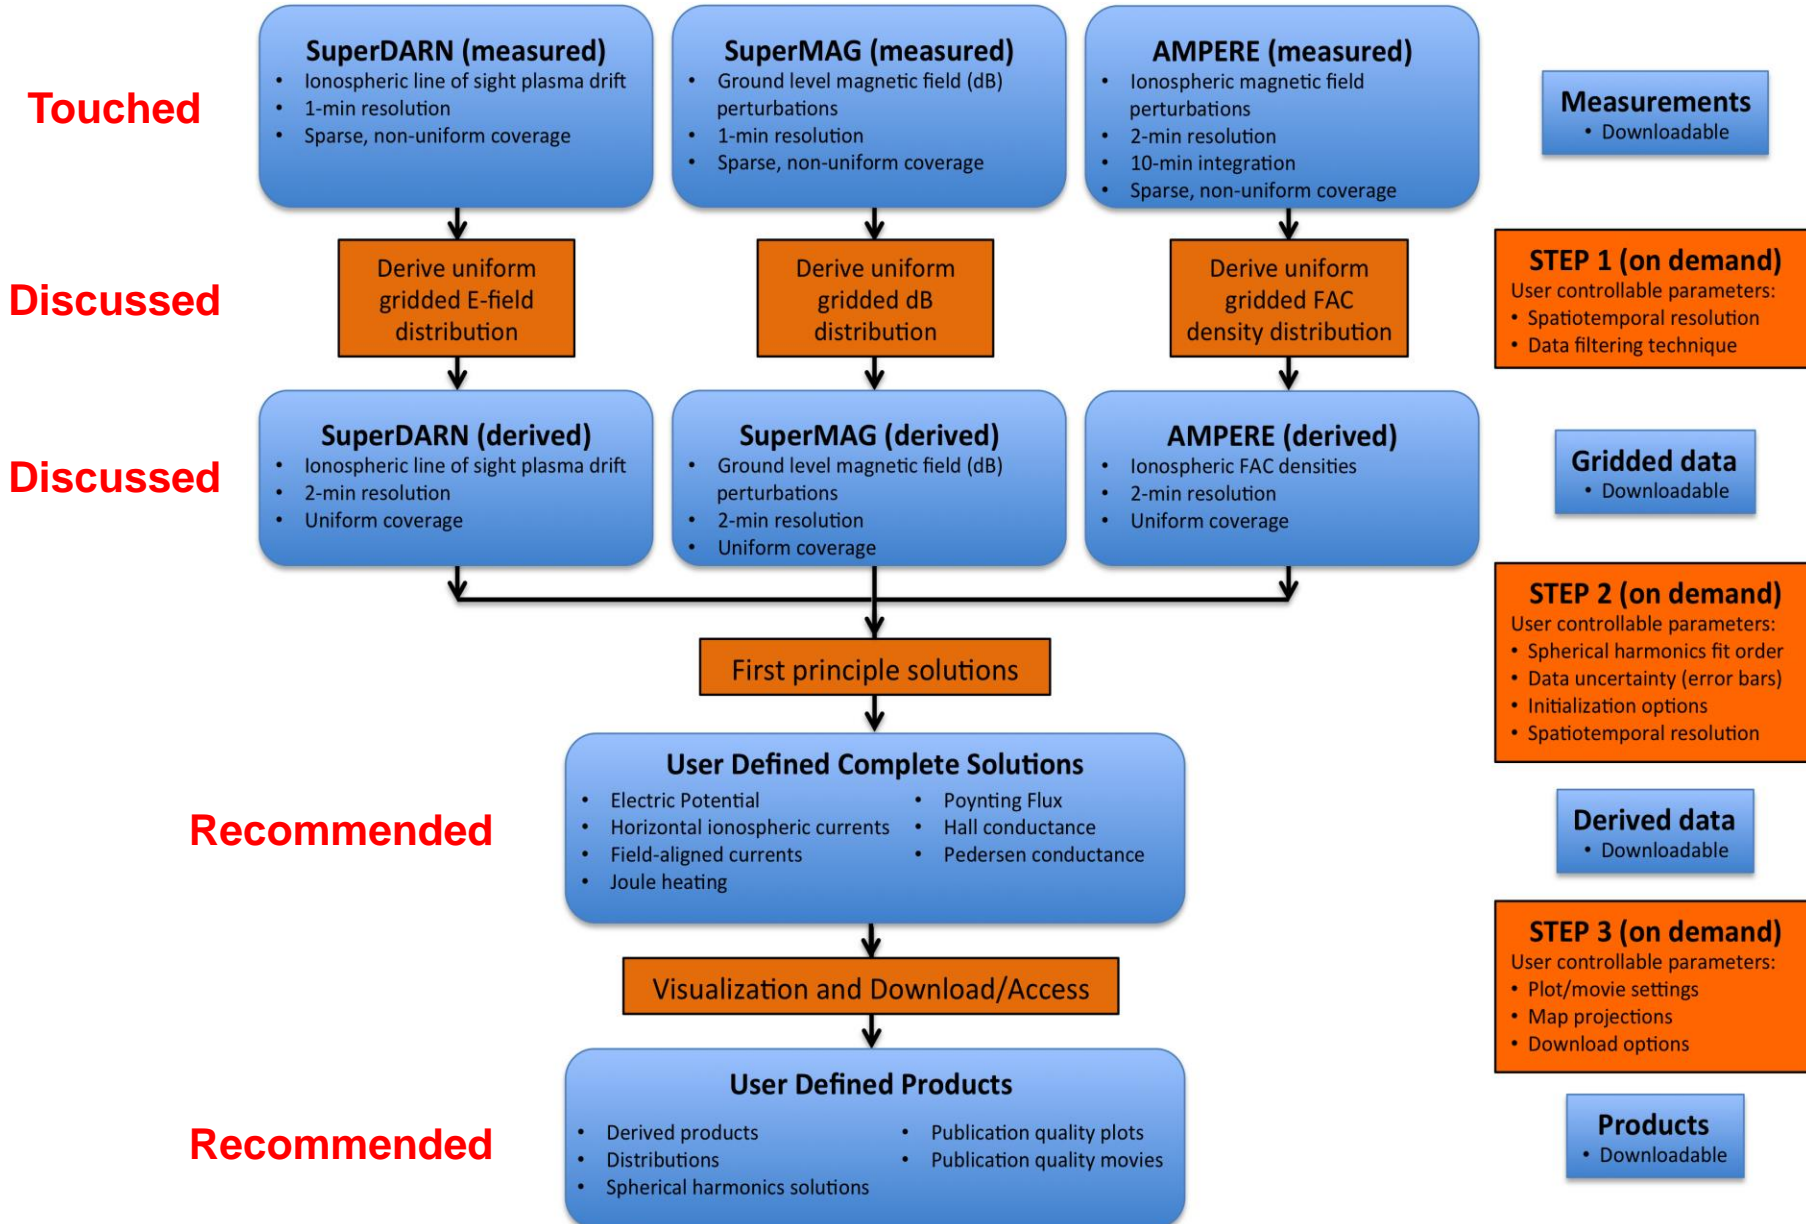 Touched
SuperDARN (measured)
• Ionospheric line of sight plasma drift
• 1-min resolution
• Sparse, non-uniform coverage
SuperMAG (measured)
• Ground level magnetic field (dB)
perturbations
• 1-min resolution
• Sparse, non-uniform coverage
AMPERE (measured)
• Ionospheric magnetic field
perturbations
• 2-min resolution
• 10-min integration
• Sparse, non-uniform coverage
Measurements
• Downloadable
Discussed
Derive uniform
gridded E-field
distribution
Derive uniform
gridded dB
distribution
Derive uniform
gridded FAC
density distribution
STEP 1 (on demand)
User controllable parameters:
• Spatiotemporal resolution
• Data filtering technique
Discussed
SuperDARN (derived)
• Ionospheric line of sight plasma drift
• 2-min resolution
• Uniform coverage
SuperMAG (derived)
• Ground level magnetic field (dB)
perturbations
• 2-min resolution
• Uniform coverage
AMPERE (derived)
• Ionospheric FAC densities
• 2-min resolution
• Uniform coverage
Gridded data
• Downloadable
First principle solutions
STEP 2 (on demand)
User controllable parameters:
• Spherical harmonics fit order
• Data uncertainty (error bars)
• Initialization options
• Spatiotemporal resolution
Recommended
User Defined Complete Solutions
• Electric Potential
• Horizontal ionospheric currents
• Field-aligned currents
• Joule heating
• Poynting Flux
• Hall conductance
• Pedersen conductance
Derived data
• Downloadable
Visualization and Download/Access
STEP 3 (on demand)
User controllable parameters:
• Plot/movie settings
• Map projections
• Download options
Recommended
User Defined Products
• Derived products
• Distributions
• Spherical harmonics solutions
• Publication quality plots
• Publication quality movies
Products
• Downloadable